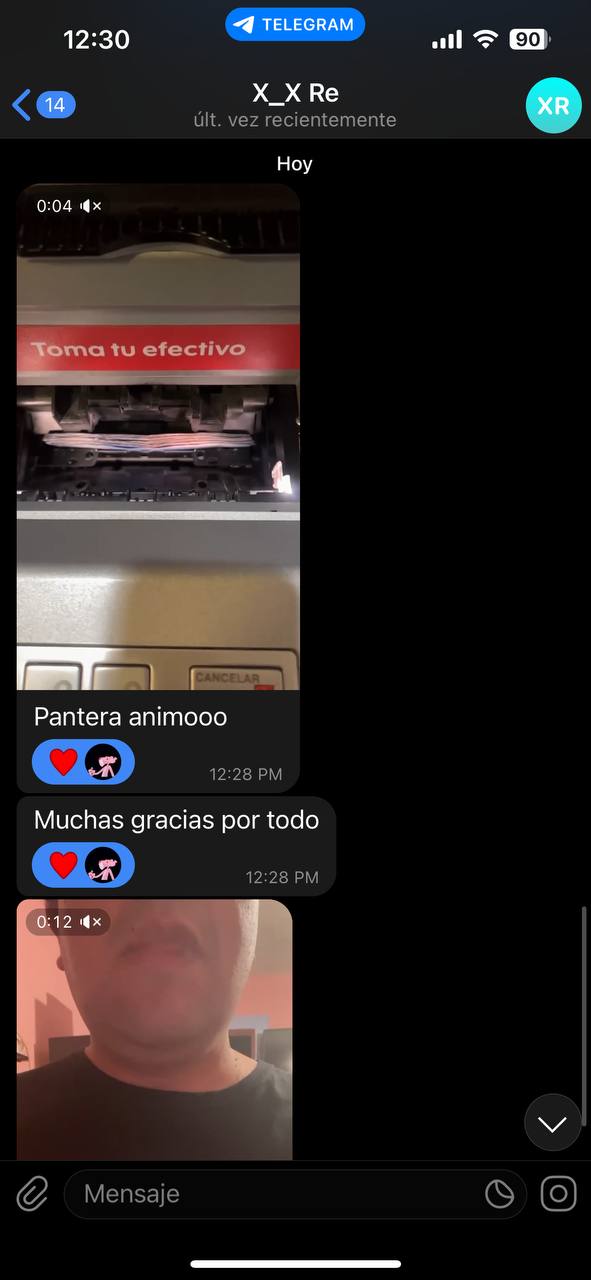 12:30
TELEGRAM
90
14
X_X Re
últ. vez recientemente
XR
Hoy
0:04
Toma tu efectivo
CANCELAR
Pantera animooo
12:28 PM
Muchas gracias por todo
12:28 PM
0:12
Mensaje